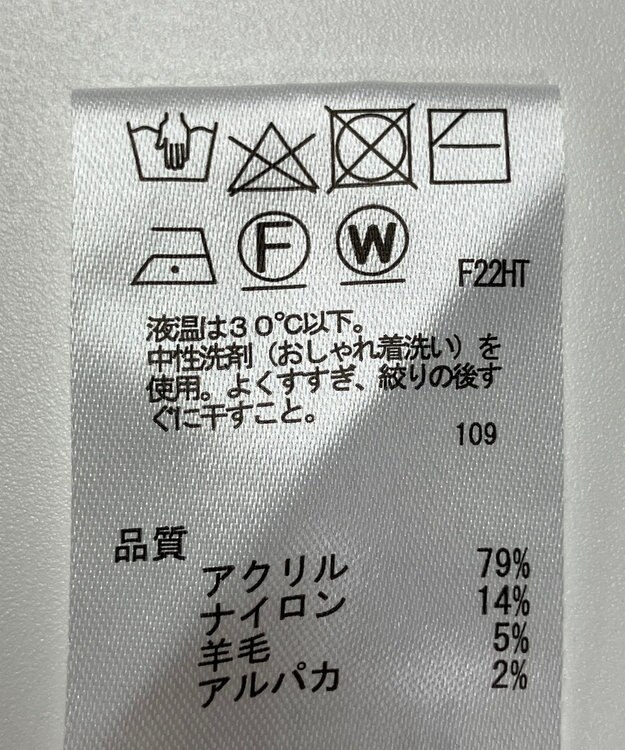 F W F22HT
液温は30℃以下。
中性洗剤（おしゃれ着洗い）を
使用。よくすすぎ、絞りの後す
ぐに干すこと。
109
品質
アクリル 79%
ナイロン 14%
羊毛 5%
アルパカ 2%